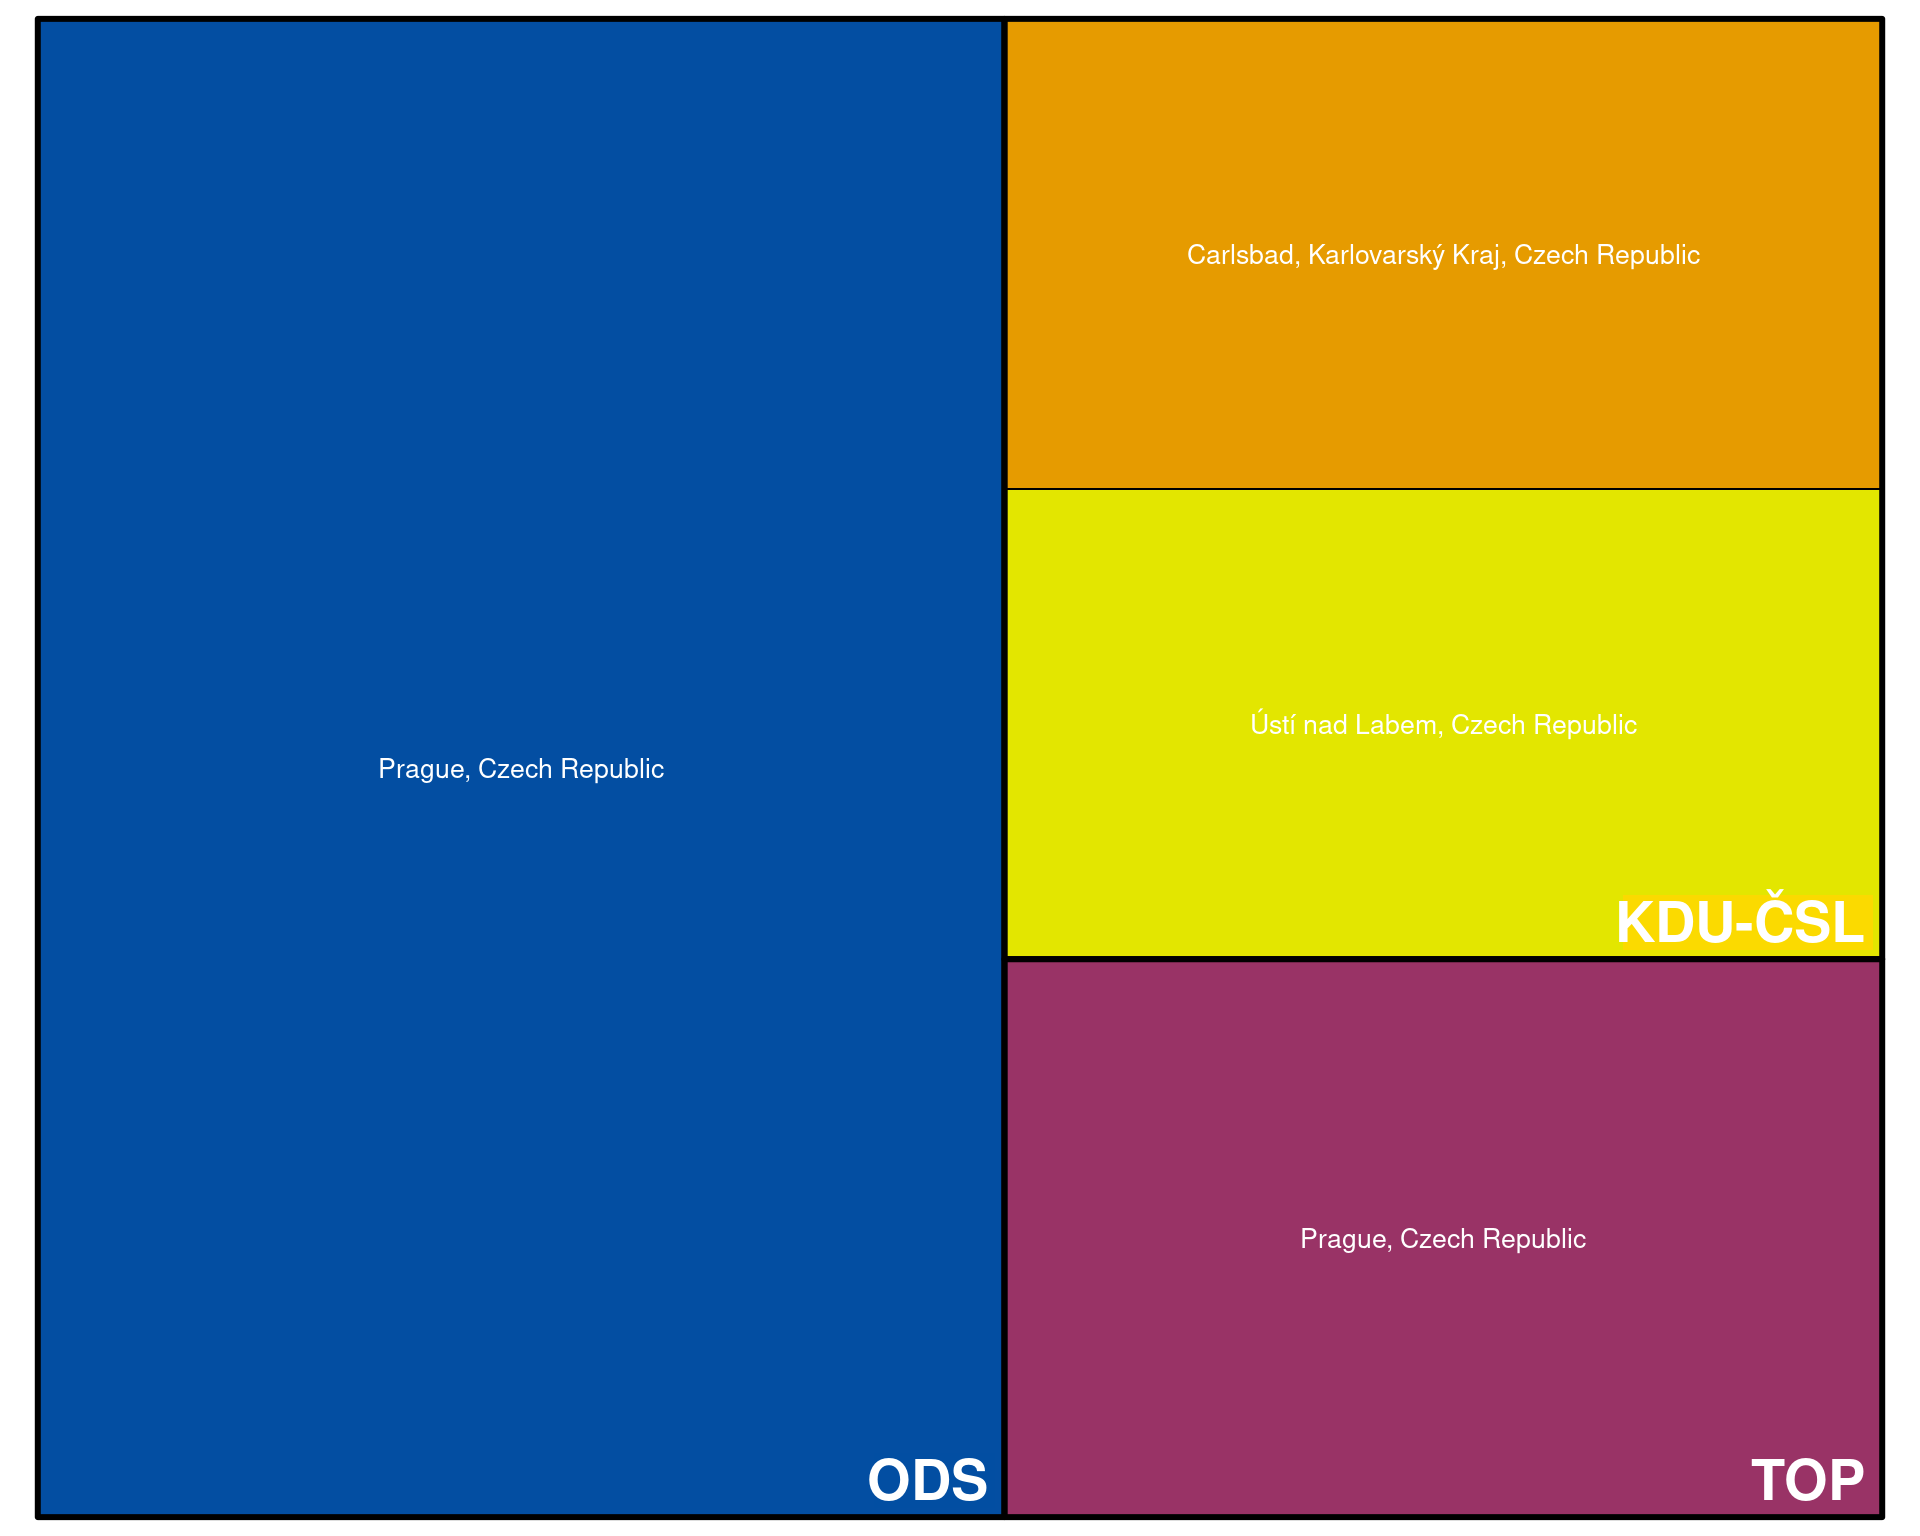 Prague, Czech Republic
ODS
Carlsbad, Karlovarský Kraj, Czech Republic
Ústí nad Labem, Czech Republic
KDU-ČSL
Prague, Czech Republic
TOP